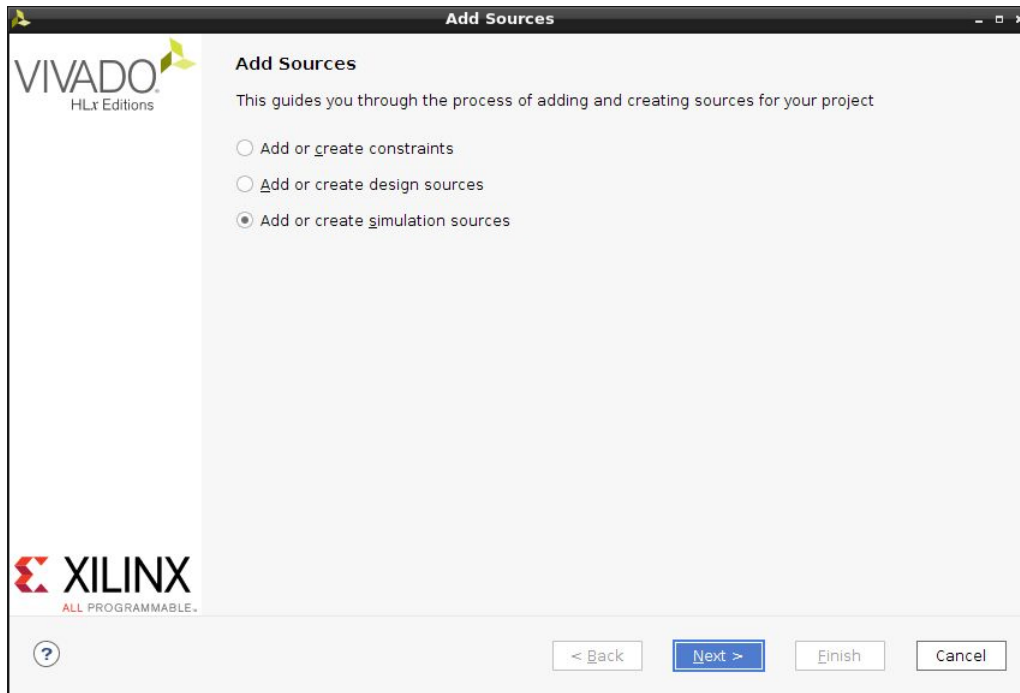 Add Sources
VIVADO.
HLx Editions
Add Sources
This guides you through the process of adding and creating sources for your project
Add or create constraints
Add or create design sources
Add or create simulation sources
XILINX
ALL PROGRAMMABLE.
?
< Back
Next >
Finish
Cancel